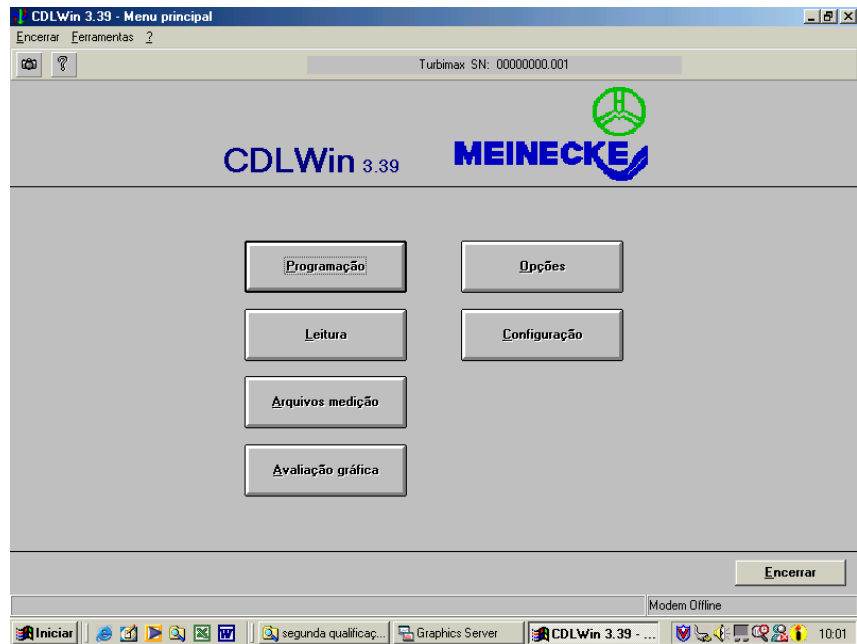 CDLWin 3.39 - Menu principal
Encerrar Ferramentas ?
Turbimax SN: 00000000.001
CDLWin 3.39
MEINECKE
Programação
Opções
Leitura
Configuração
Arquivos medição
Avaliação gráfica
Encerrar
Modem Offline
Iniciar segunda qualificaç... Graphics Server CDLWin 3.39 - ... 10:01